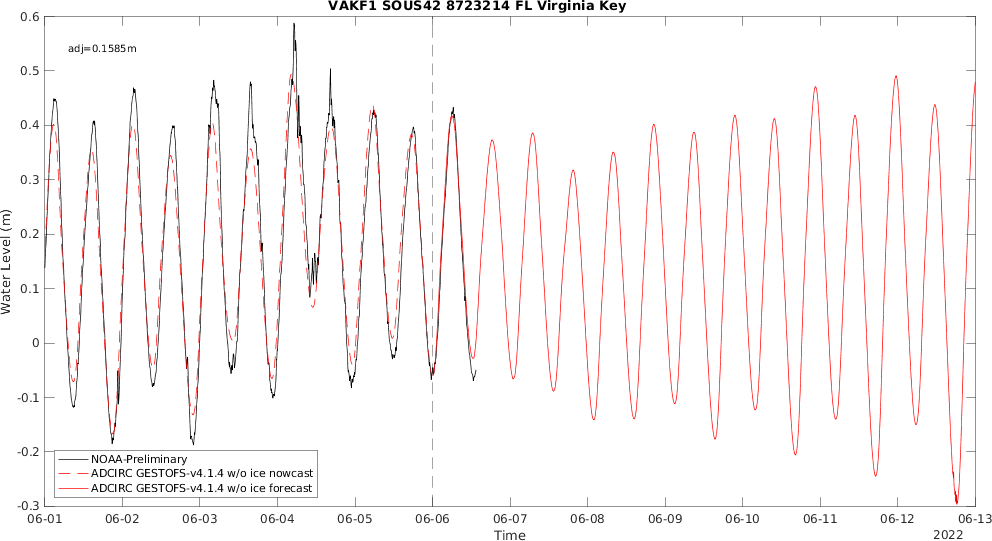 VAKF1 SOUS42 8723214 FL Virginia Key
adj=0.1585m
0.6
0.5
0.4
0.3
0.2
0.1
0
-0.1
-0.2
-0.3
Water Level (m)
NOAA-Preliminary
ADCIRC GESTOFS-v4.1.4 w/o ice nowcast
ADCIRC GESTOFS-v4.1.4 w/o ice forecast
06-01 06-02 06-03 06-04 06-05 06-06 06-07 06-08 06-09 06-10 06-11 06-12 06-13
Time
2022